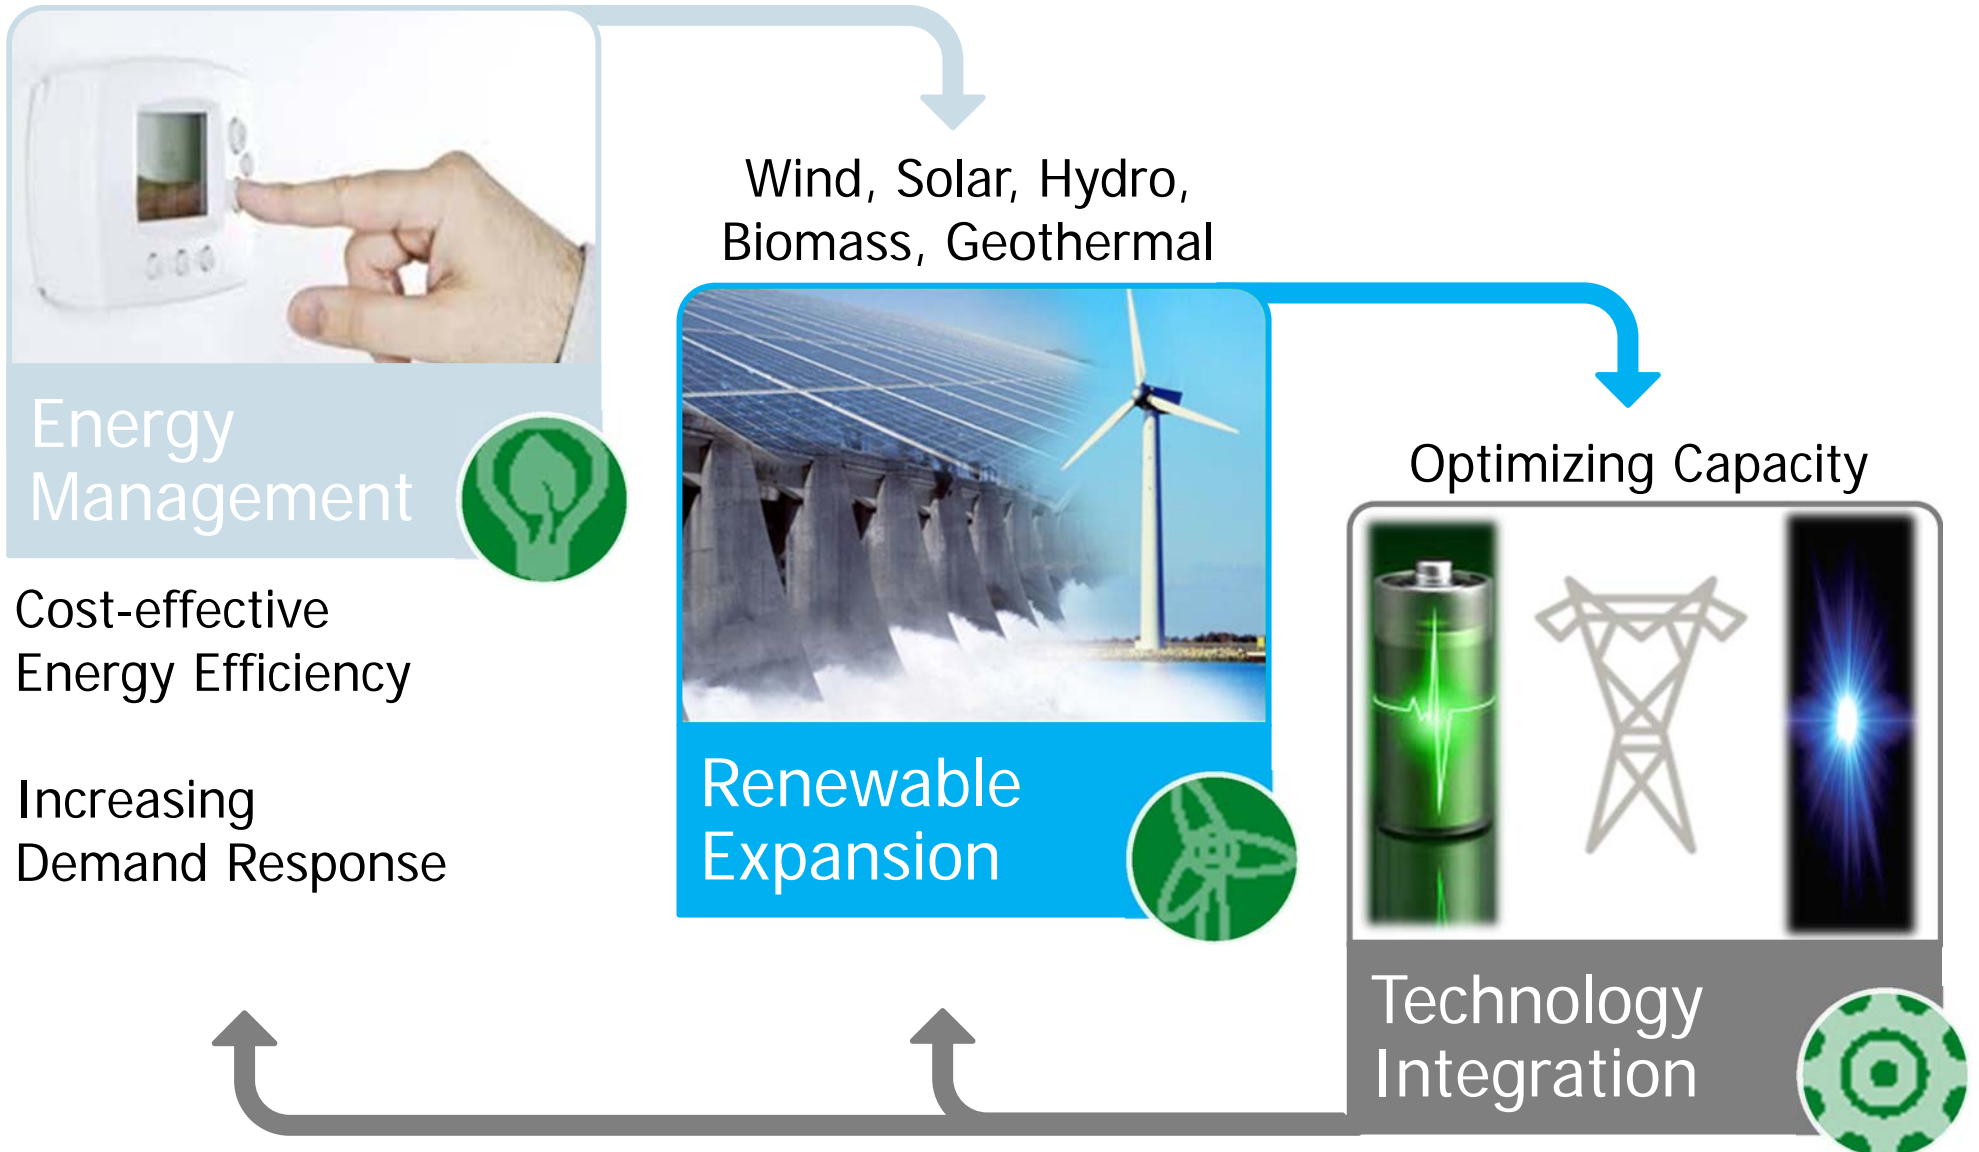 Energy
Management
Cost-effective
Energy Efficiency
Increasing
Demand Response
Wind, Solar, Hydro,
Biomass, Geothermal
Renewable
Expansion
Optimizing Capacity
Technology
Integration